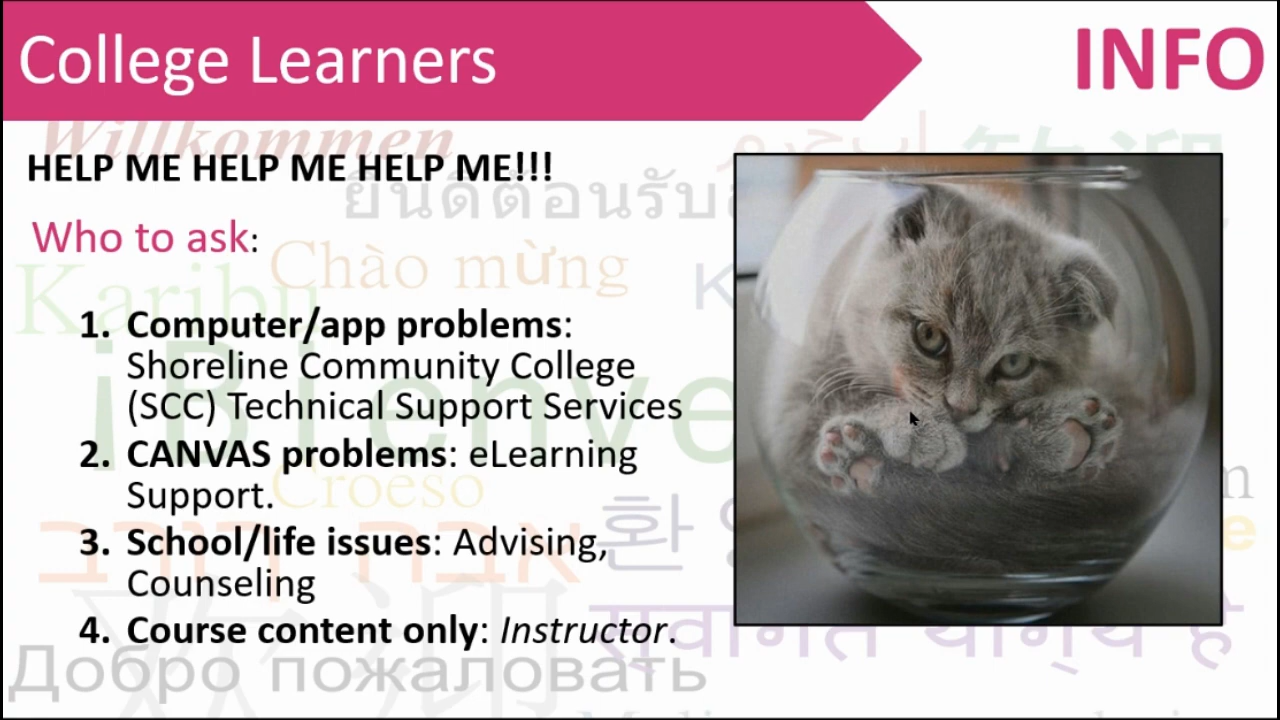 College Learners
INFO
Willkommen
HELP ME HELP ME HELP ME!!!
ยินดีต้อนรับ
Who to ask:
Chào mừng
Karibu
1. Computer/app problems:
Shoreline Community College
(SCC) Technical Support Services
2. CANVAS problems: eLearning
Support.
Croeso
3. School/life issues: Advising,
Counseling
환
4. Course content only: Instructor.
Добро пожаловать